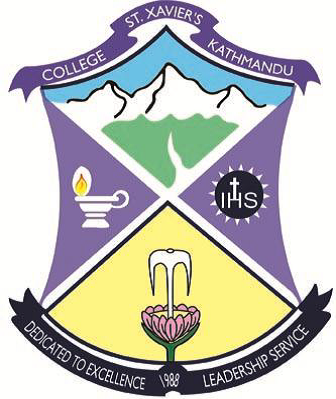 COLLEGE ST. XAVIER'S KATHMANDU
IHS
DEDICATED TO EXCELLENCE 1988 LEADERSHIP SERVICE